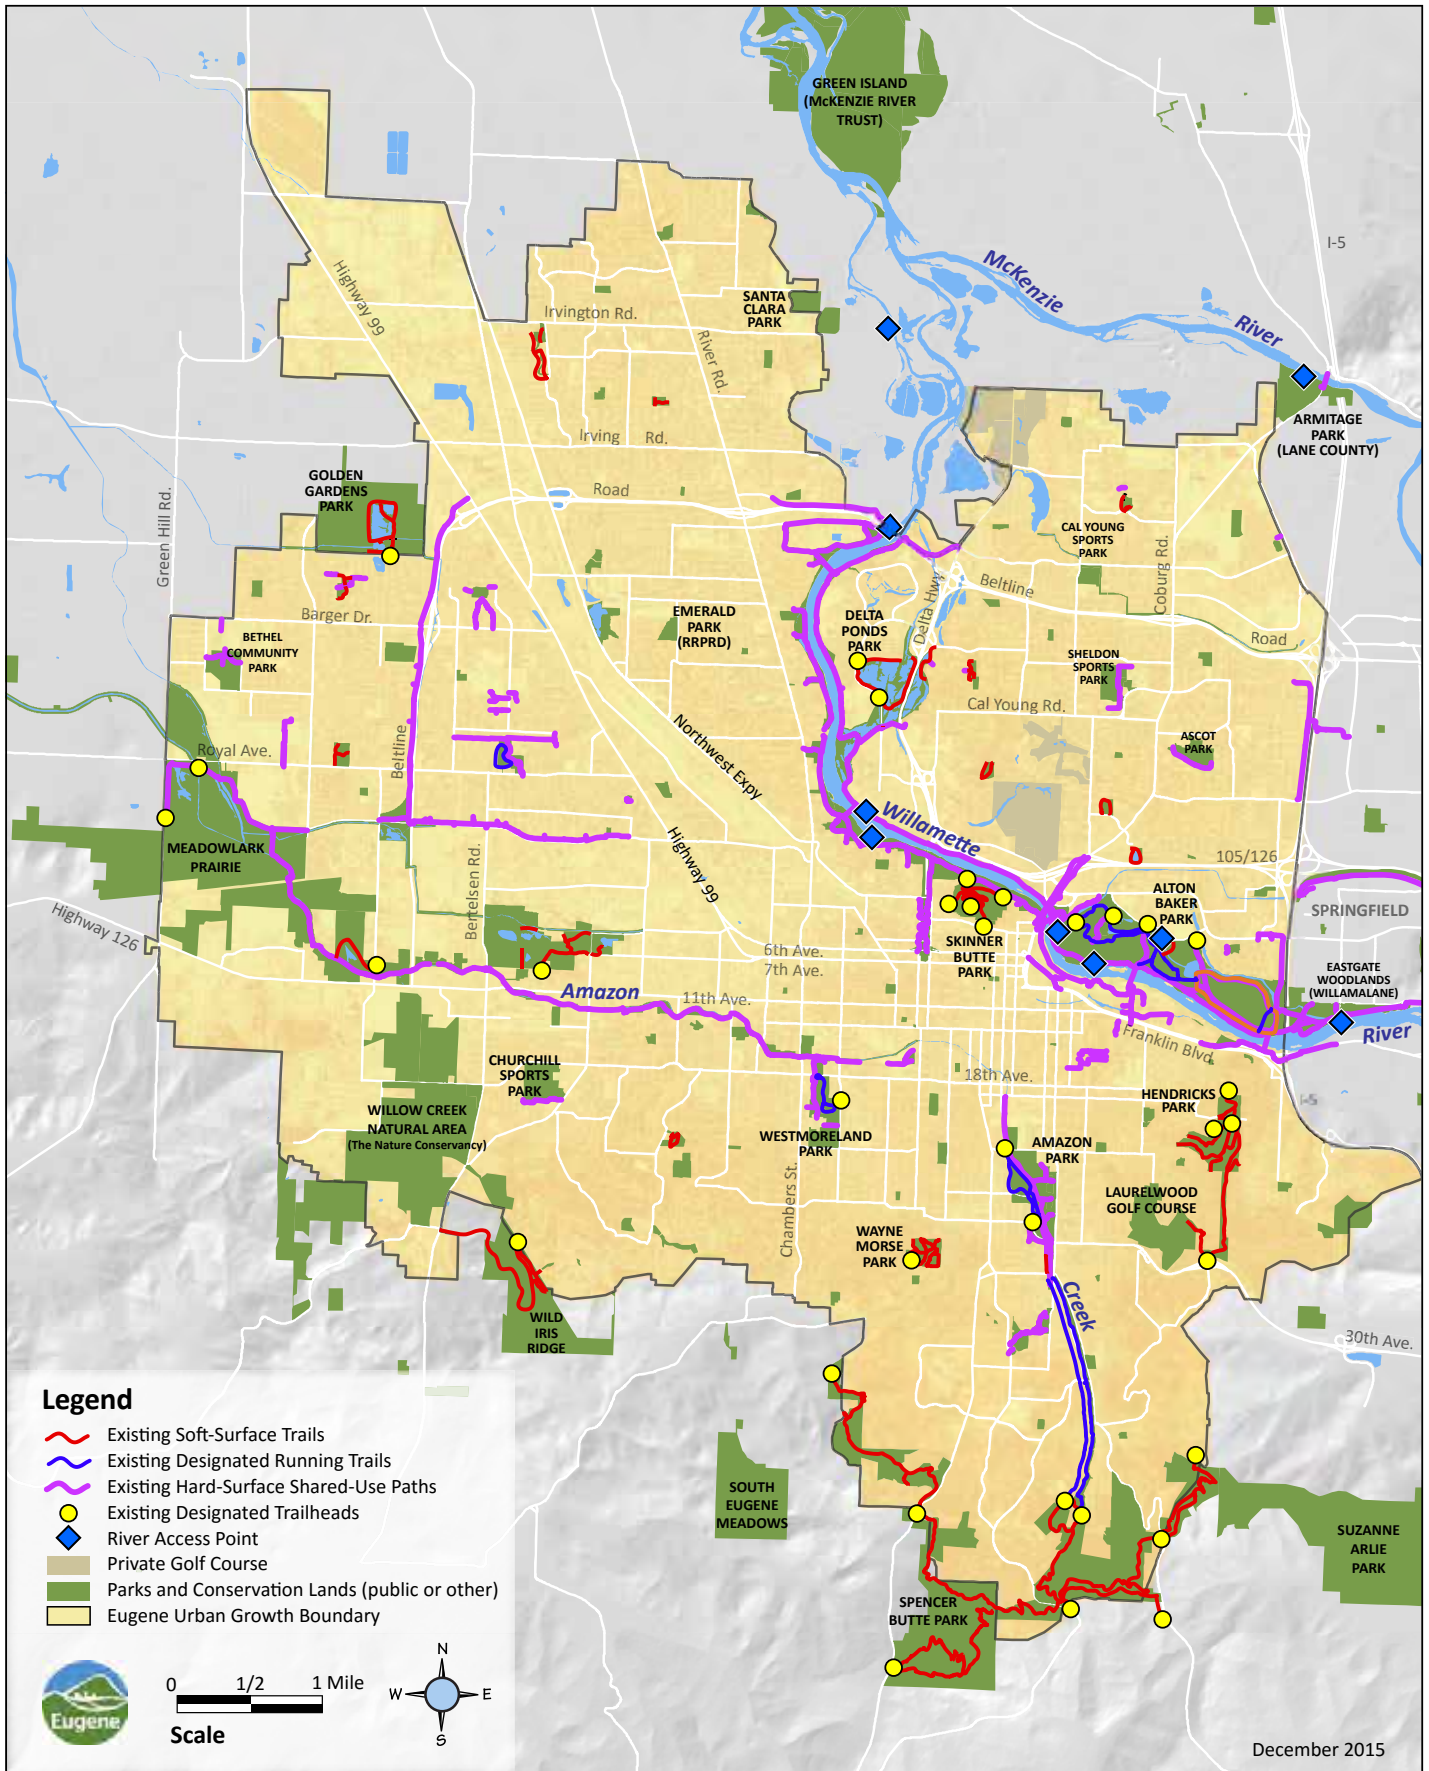 GREEN ISLAND
(McKENZIE RIVER
TRUST)
I-5
McKenzie
River
Highway 99
SANTA
CLARA
PARK
Irvington Rd.
River Rd.
ARMITAGE
PARK
(LANE COUNTY)
Irving Rd.
GOLDEN
GARDENS
PARK
Road
Green Hill Rd.
CAL YOUNG
SPORTS
PARK
Coburg Rd.
Beltline
Delta Hwy
Barger Dr.
EMERALD
PARK
(RRPRD)
DELTA
PONDS
PARK
Road
BETHEL
COMMUNITY
PARK
SHELDON
SPORTS
PARK
Cal Young Rd.
Royal Ave.
Beltline
Northwest Expy
ASCOT
PARK
Willamette
MEADOWLARK
PRAIRIE
Highway 99
Bertelsen Rd.
105/126
ALTON
BAKER
PARK
SPRINGFIELD
Highway 126
SKINNER
BUTTE
PARK
6th Ave.
7th Ave.
EASTGATE
WOODLANDS
(WILLAMALANE)
Amazon
11th Ave.
River
Franklin Blvd.
CHURCHILL
SPORTS
PARK
18th Ave.
HENDRICKS
PARK
I-5
WILLOW CREEK
NATURAL AREA
(The Nature Conservancy)
WESTMORELAND
PARK
AMAZON
PARK
Chambers St.
LAURELWOOD
GOLF COURSE
WAYNE
MORSE
PARK
Creek
WILD
IRIS
RIDGE
30th Ave.
Legend
Existing Soft-Surface Trails
Existing Designated Running Trails
Existing Hard-Surface Shared-Use Paths
Existing Designated Trailheads
River Access Point
Private Golf Course
Parks and Conservation Lands (public or other)
Eugene Urban Growth Boundary
SOUTH
EUGENE
MEADOWS
SUZANNE
ARLIE
PARK
SPENCER
BUTTE PARK
Eugene
0 1/2 1 Mile
Scale
N
W E
S
December 2015